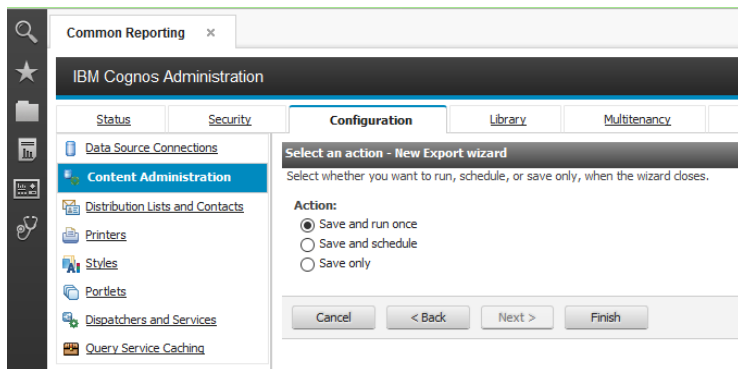 Common Reporting ×
IBM Cognos Administration
Status Security Configuration Library Multitenancy
Data Source Connections
Content Administration
Distribution Lists and Contacts
Printers
Styles
Portlets
Dispatchers and Services
Query Service Caching
Select an action - New Export wizard
Select whether you want to run, schedule, or save only, when the wizard closes.
Action:
Save and run once
Save and schedule
Save only
Cancel < Back Next > Finish